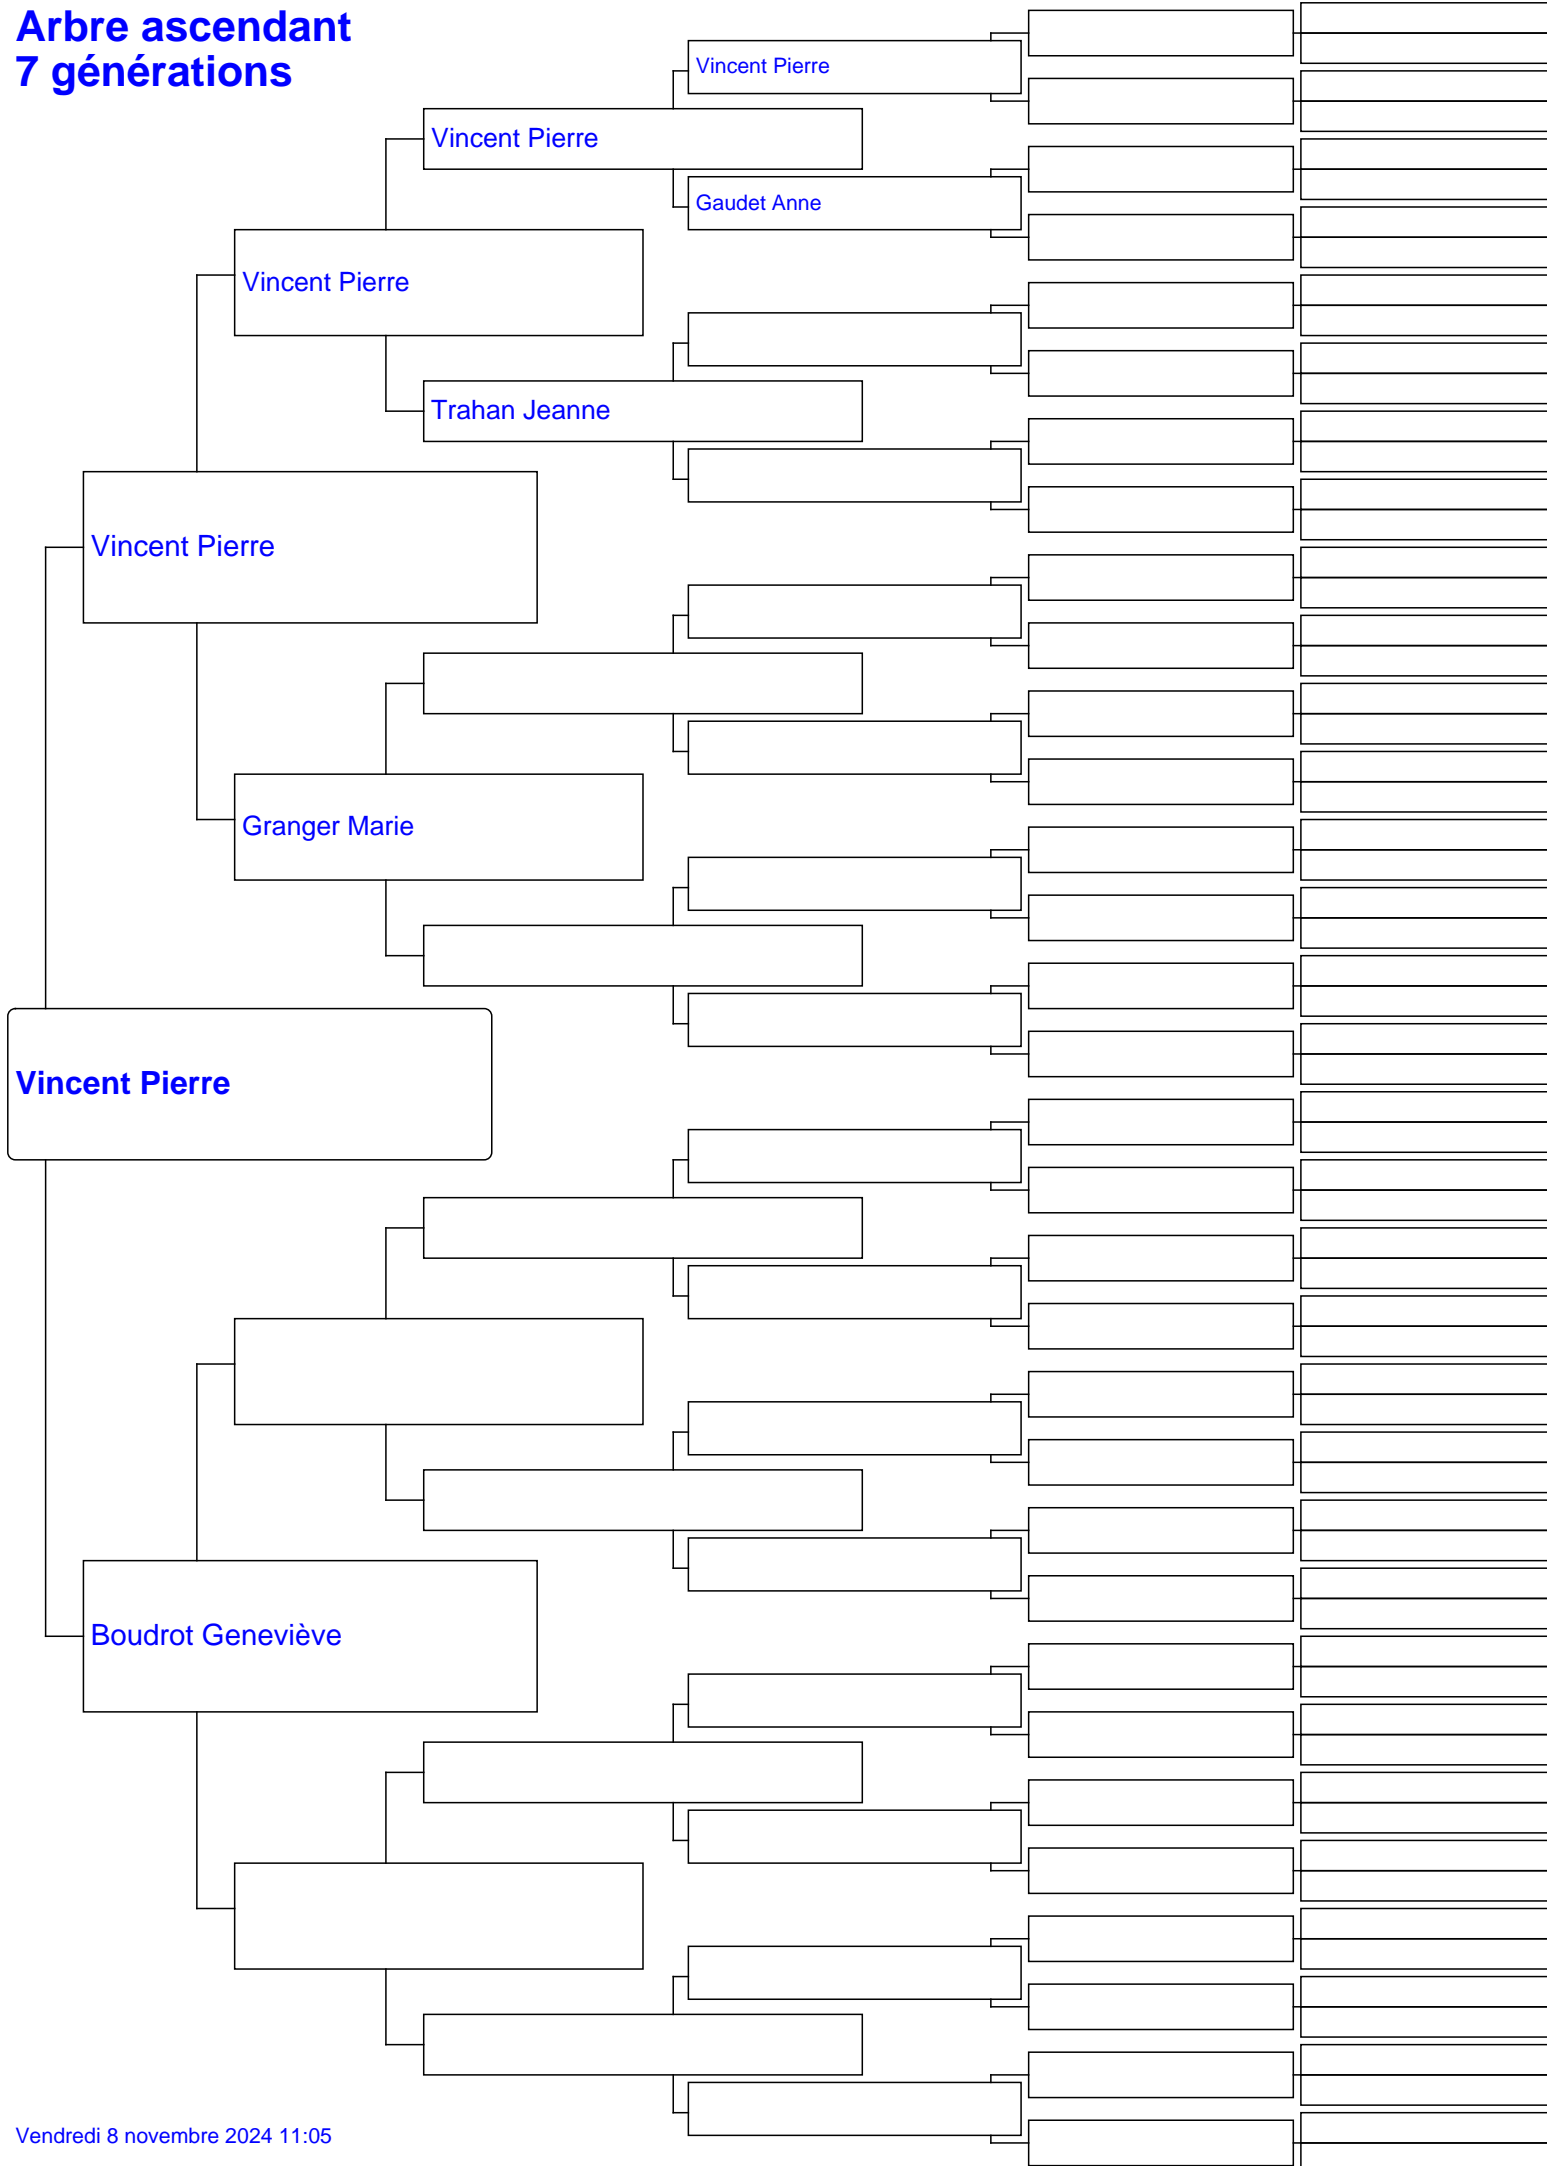 Arbre ascendant
7 générations
Vincent Pierre
Vincent Pierre
Gaudet Anne
Vincent Pierre
Trahan Jeanne
Vincent Pierre
Granger Marie
Vincent Pierre
Boudrot Geneviève
Vendredi 8 novembre 2024 11:05